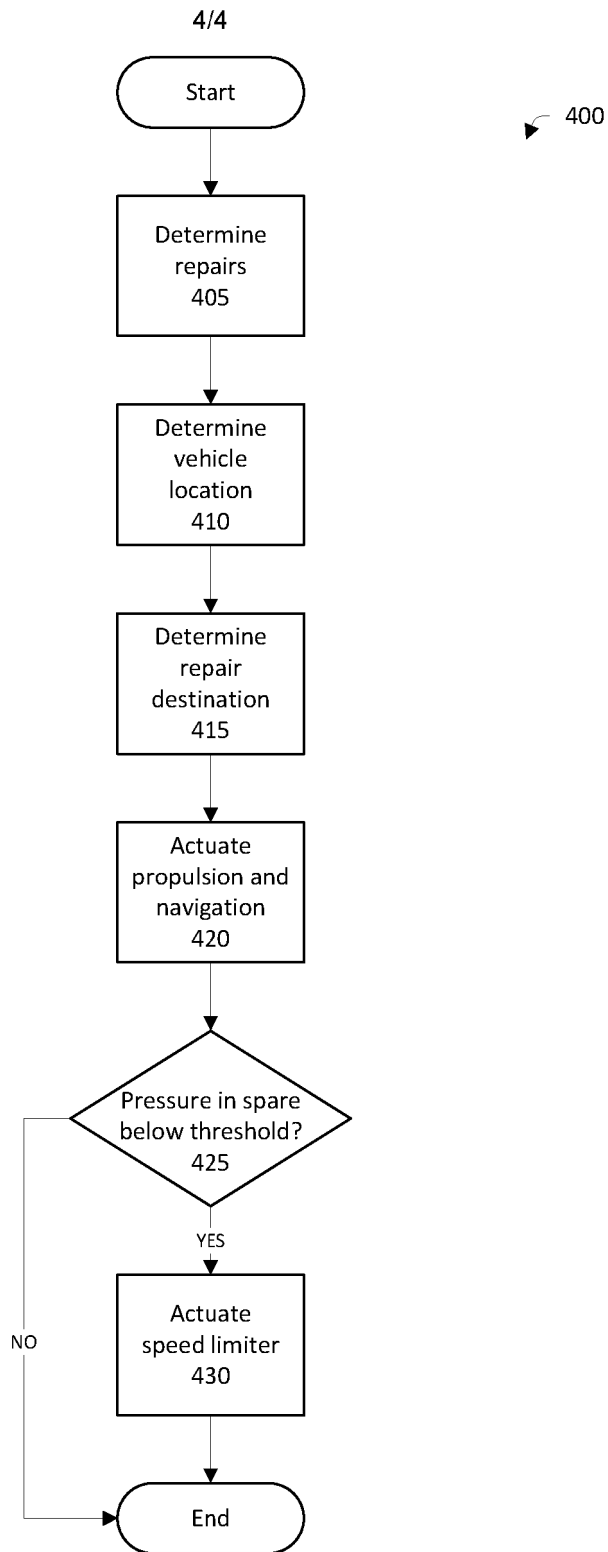 4/4
Start
400
Determine
repairs
405
Determine
vehicle
location
410
Determine
repair
destination
415
Actuate
propulsion and
navigation
420
Pressure in spare
below threshold?
425
YES
Actuate
speed limiter
430
NO
End